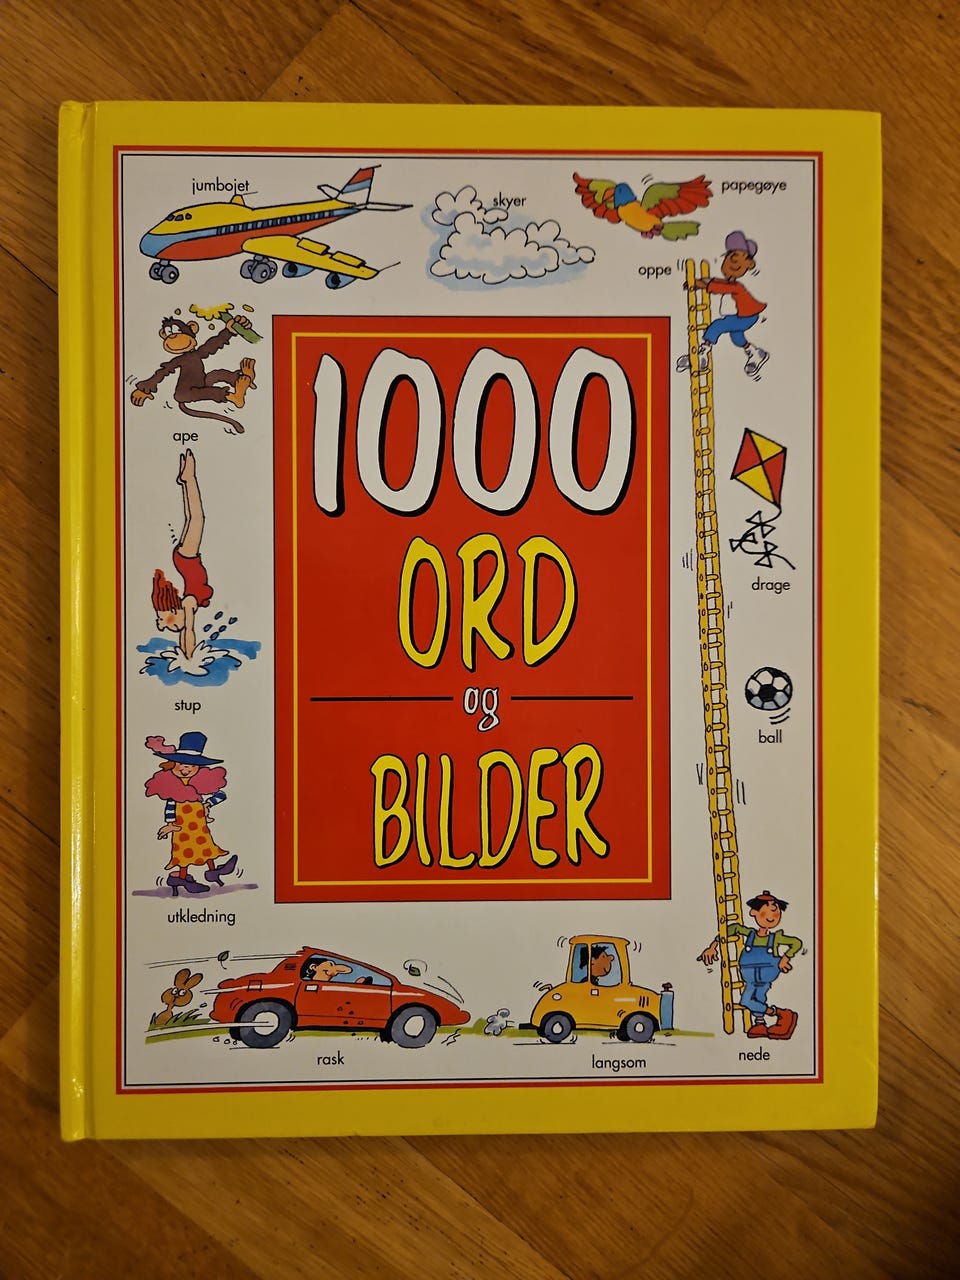 jumbojet
skyer
papegøye
oppe
ape
1000
ORD
og
BILDER
drage
stup
ball
utkledning
rask
langsom
nede